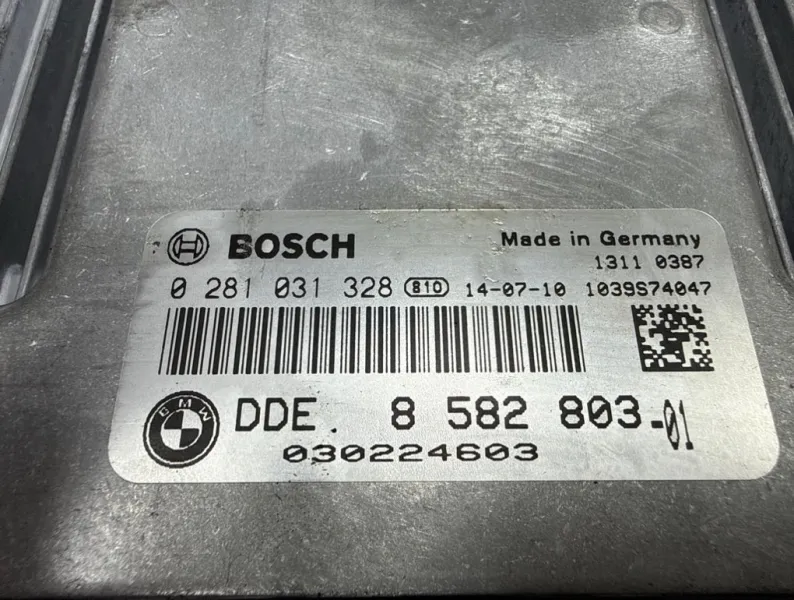 BOSCH
Made in Germany
1311 0387
0 281 031 328 810 14-07-10 1039S74047
BMW
DDE. 8 582 803-01
030224603